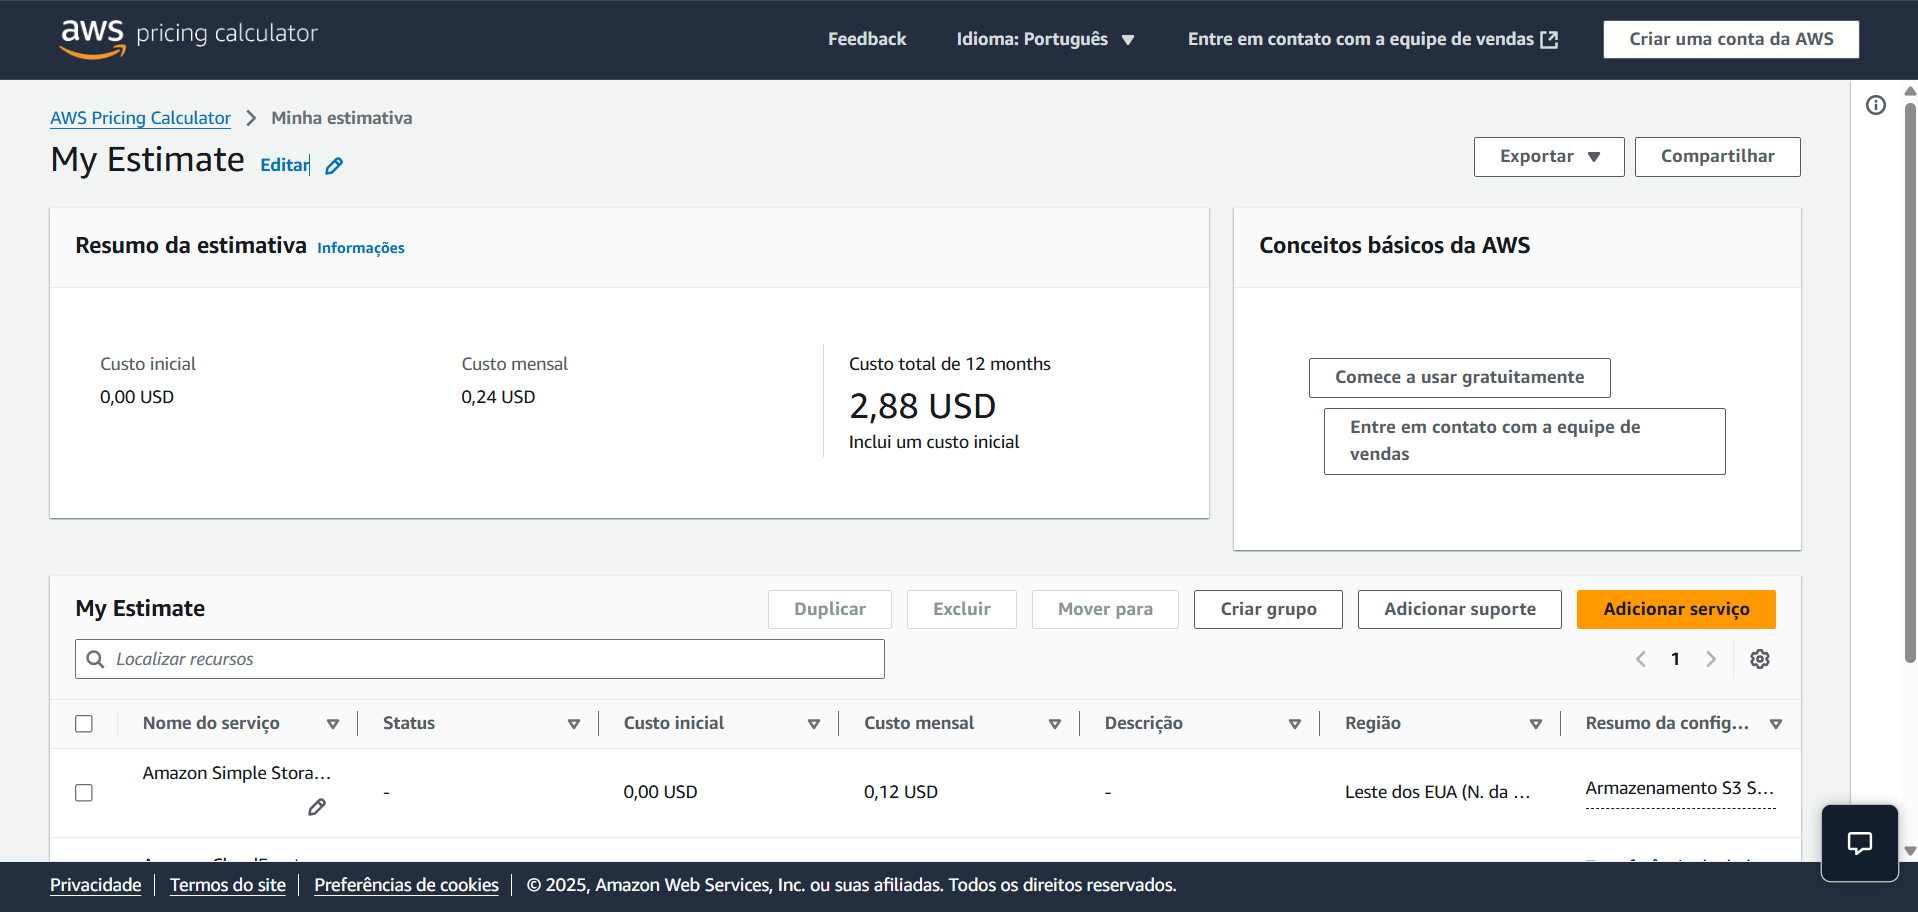 aws pricing calculator
Feedback
Idioma: Português
Entre em contato com a equipe de vendas
Criar uma conta da AWS
AWS Pricing Calculator
Minha estimativa
My Estimate
Editar
Exportar
Compartilhar
Resumo da estimativa Informações
Custo inicial
0,00 USD
Custo mensal
0,24 USD
Custo total de 12 months
2,88 USD
Inclui um custo inicial
Conceitos básicos da AWS
Comece a usar gratuitamente
Entre em contato com a equipe de
vendas
My Estimate
Duplicar
Excluir
Mover para
Criar grupo
Adicionar suporte
Adicionar serviço
Localizar recursos
1
Nome do serviço
Status
Custo inicial
Custo mensal
Descrição
Região
Resumo da config...
Amazon Simple Stora...
-
0,00 USD
0,12 USD
-
Leste dos EUA (N. da ...
Armazenamento S3 S...
Privacidade
Termos do site
Preferências de cookies
© 2025, Amazon Web Services, Inc. ou suas afiliadas. Todos os direitos reservados.